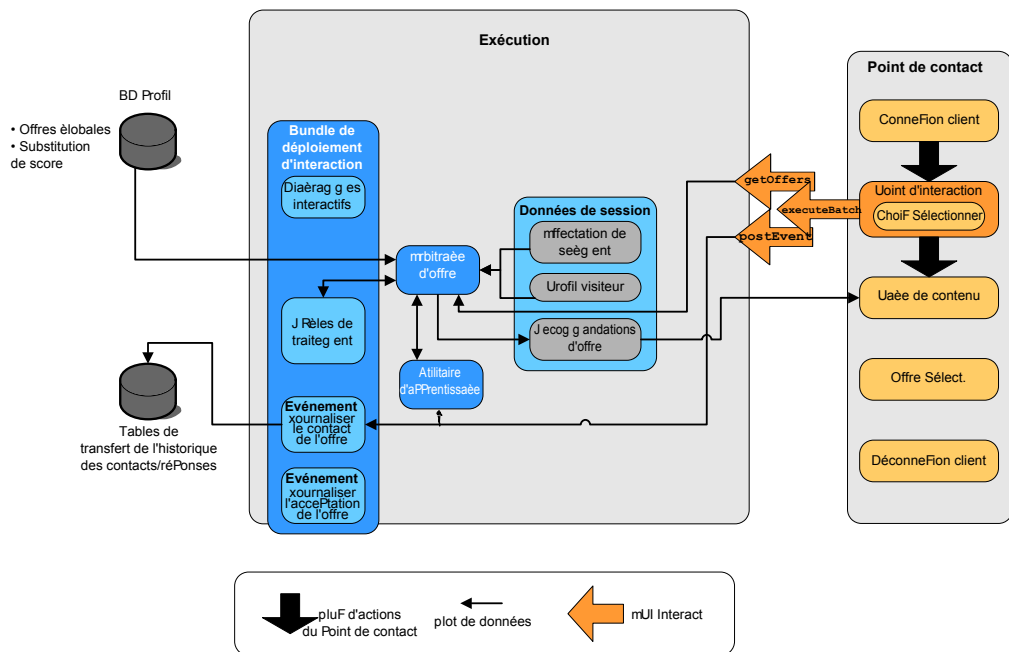 Exécution
Point de contact
BD Profil
• Offres èlobales
• Substitution
de score
Bundle de
déploiement
d'interaction
Diaèrag g es
interactifs
Données de session
mffectation de
seèg ent
Urofil visiteur
J ecog g andations
d'offre
mrbitraèe
d'offre
J Rèles de
traiteg ent
Atilitaire
d'aPPrentissaèe
Evénement
xournaliser
le contact
de l'offre
Evénement
xournaliser
l'accePtation
de l'offre
Tables de
transfert de l'historique
des contacts/réPonses
getOffers
executeBatch
postEvent
ConneFion client
Uoint d'interaction
ChoiF Sélectionner
Uaèe de contenu
Offre Sélect.
DéconneFion client
pluF d'actions
du Point de contact
plot de données
mUI Interact